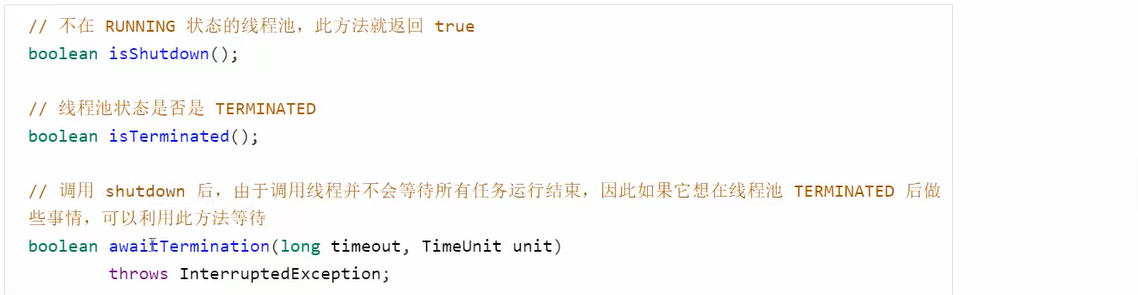 // 不在 RUNNING 状态的线程池，此方法就返回 true
boolean isShutdown();
// 线程池状态是否是 TERMINATED
boolean isTerminated();
// 调用 shutdown 后，由于调用线程并不会等待所有任务运行结束，因此如果它想在线程池 TERMINATED 后做
些事情，可以利用此方法等待
boolean awaitTermination(long timeout, TimeUnit unit)
throws InterruptedException;